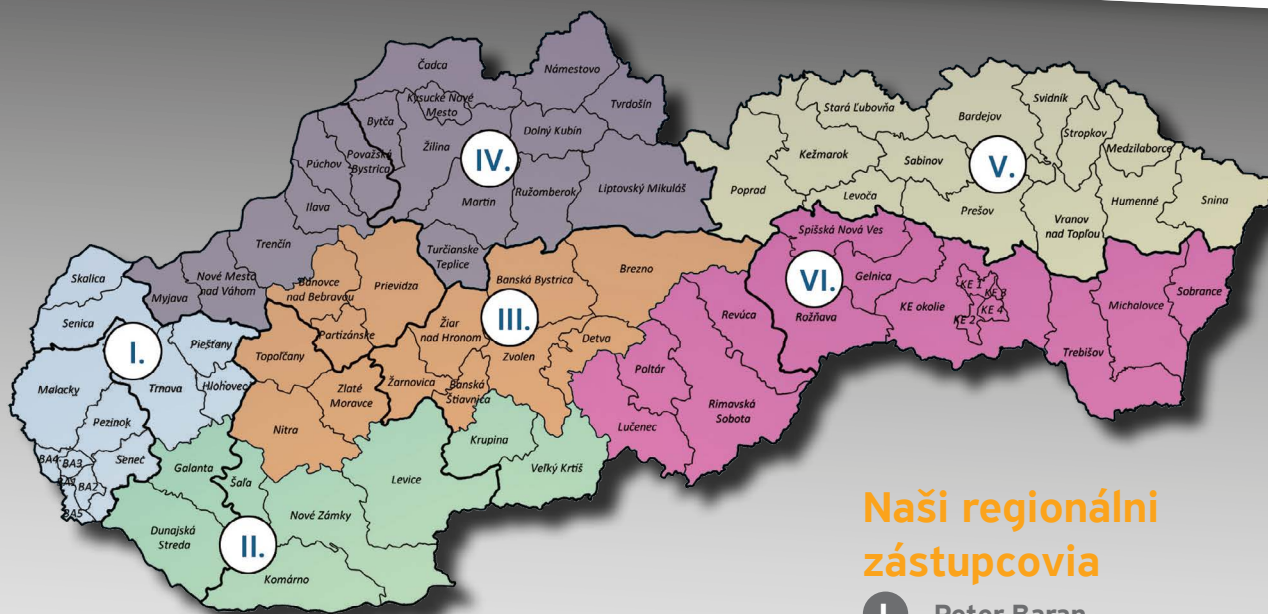 Čadca
Námestovo
Kysucké Nové
Mesto
Tvrdošín
Bytča
Dolný Kubín
Žilina
IV.
Púchov
Považská
Bystrica
Ružomberok
Liptovský Mikuláš
Martin
Ilava
Trenčín
Turčianske
Teplice
Nové Mesto
nad Váhom
Myjava
Svidník
Stará Ľubovňa
Bardejov
Stropkov
Medzilaborce
Kežmarok
Sabinov
V.
Poprad
Levoča
Prešov
Humenné
Snina
Vranov
nad Topľou
Skalica
Senica
I.
Piešťany
Malacky
Trnava
Hlohovec
Pezinok
Senec
BA4
BA3
BA1
BA2
BA5
Bánovce
nad Bebravou
Prievidza
Banská Bystrica
Brezno
Partizánske
Žiar
nad Hronom
III.
Detva
Topoľčany
Zvolen
Žarnovica
Banská
Štiavnica
Zlaté
Moravce
Nitra
Spišská Nová Ves
VI.
Gelnica
KE 1
KE 3
KE okolie
KE 4
KE 2
Rožňava
Michalovce
Sobrance
Trebišov
Revúca
Poltár
Rimavská
Sobota
Lučenec
Galanta
Šaľa
Levice
Krupina
Veľký Krtíš
Nové Zámky
Dunajská
Streda
II.
Komárno
Naši regionálni
zástupcovia
I. Peter Baran